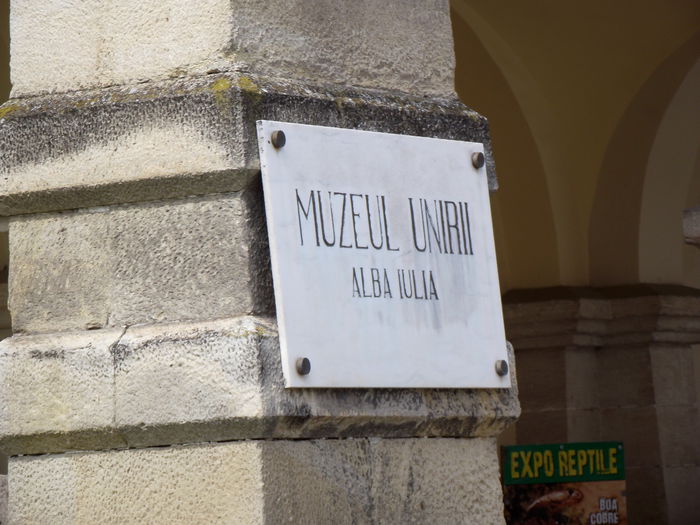 MUZEUL UNIRII
ALBA IULIA
EXPO REPTILE
BOA
COBRE